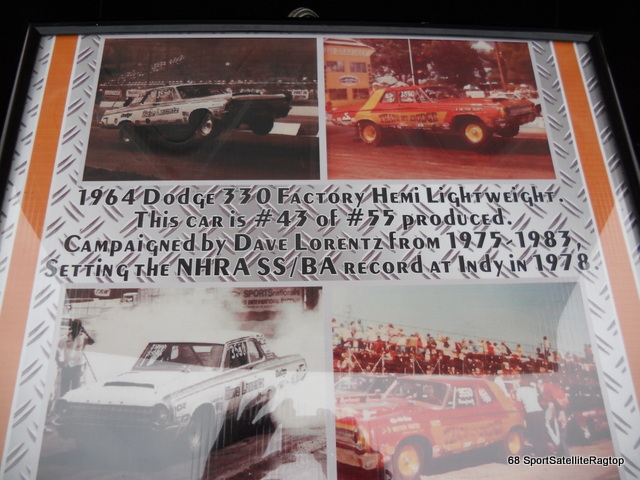 1964 Dodge 330 Factory Hemi Lightweight.
This car is #43 of #55 produced.
Campaigned by Dave Lorentz from 1975-1983,
Setting the NHRA SS/BA record at Indy in 1978.
SPORTS
68 SportSatelliteRagtop